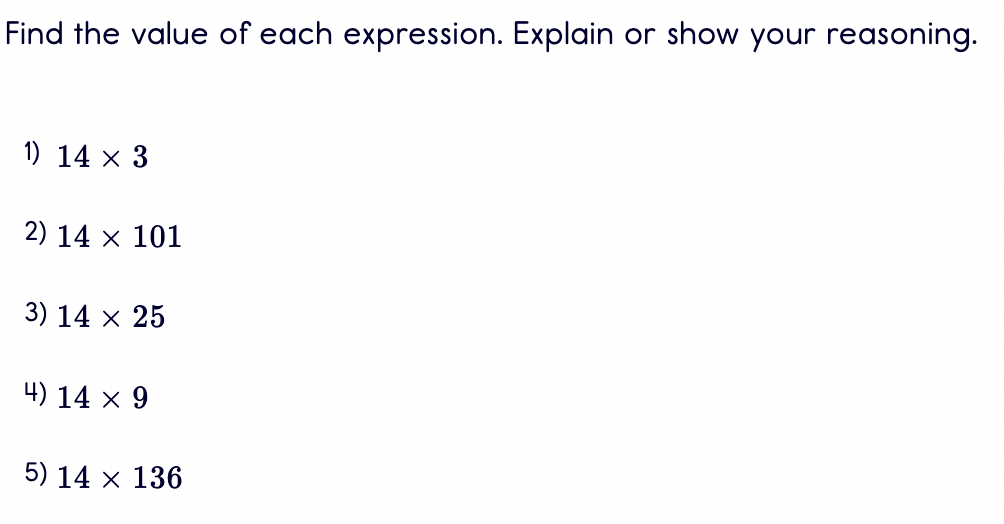 Find the value of each expression. Explain or show your reasoning.
1) 14 × 3
2) 14 × 101
3) 14 × 25
4) 14 × 9
5) 14 × 136